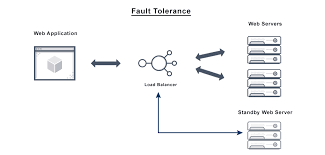 Fault Tolerance
Web Application
Web Servers
Load Balancer
Standby Web Server